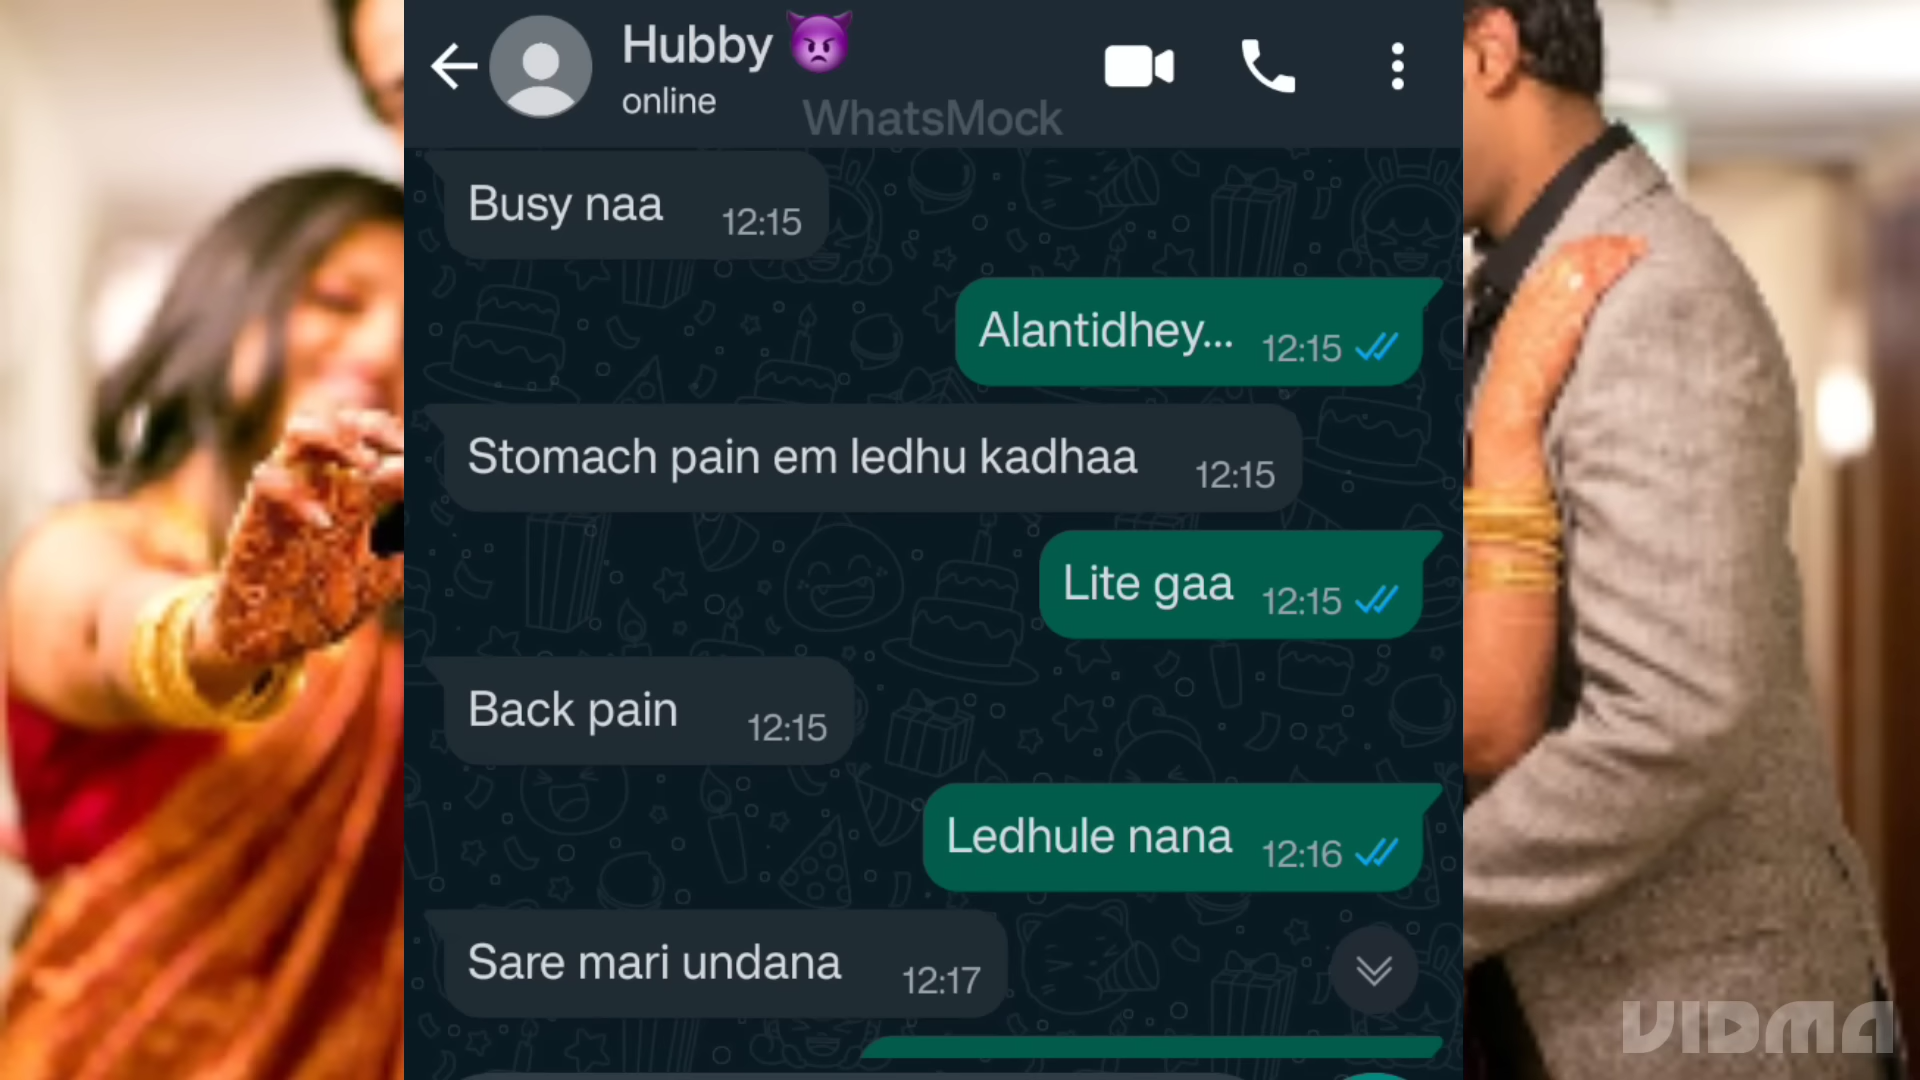 Hubby 😈
online
WhatsMock
Busy naa 12:15
Alantidhey... 12:15
Stomach pain em ledhu kadhaa 12:15
Lite gaa 12:15
Back pain 12:15
Ledhule nana 12:16
Sare mari undana 12:17
VIDMA